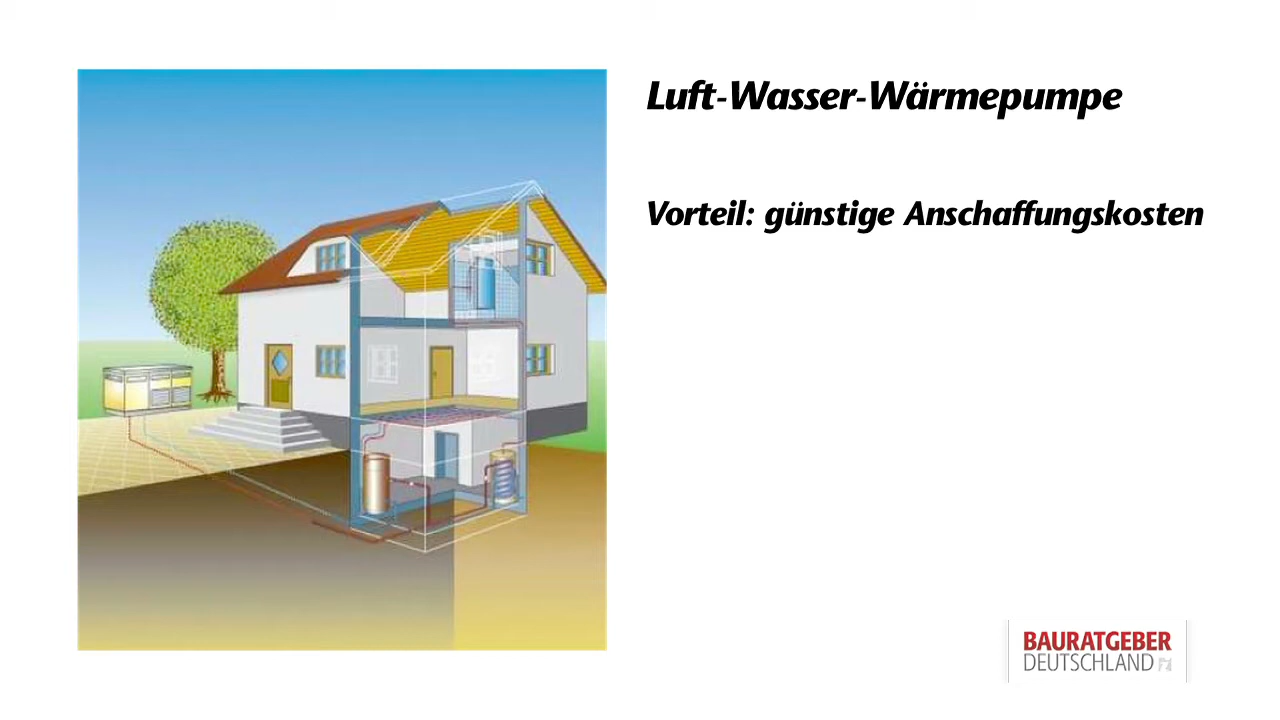 Luft-Wasser-Wärmepumpe
Vorteil: günstige Anschaffungskosten
BAURATGEBER
DEUTSCHLAND